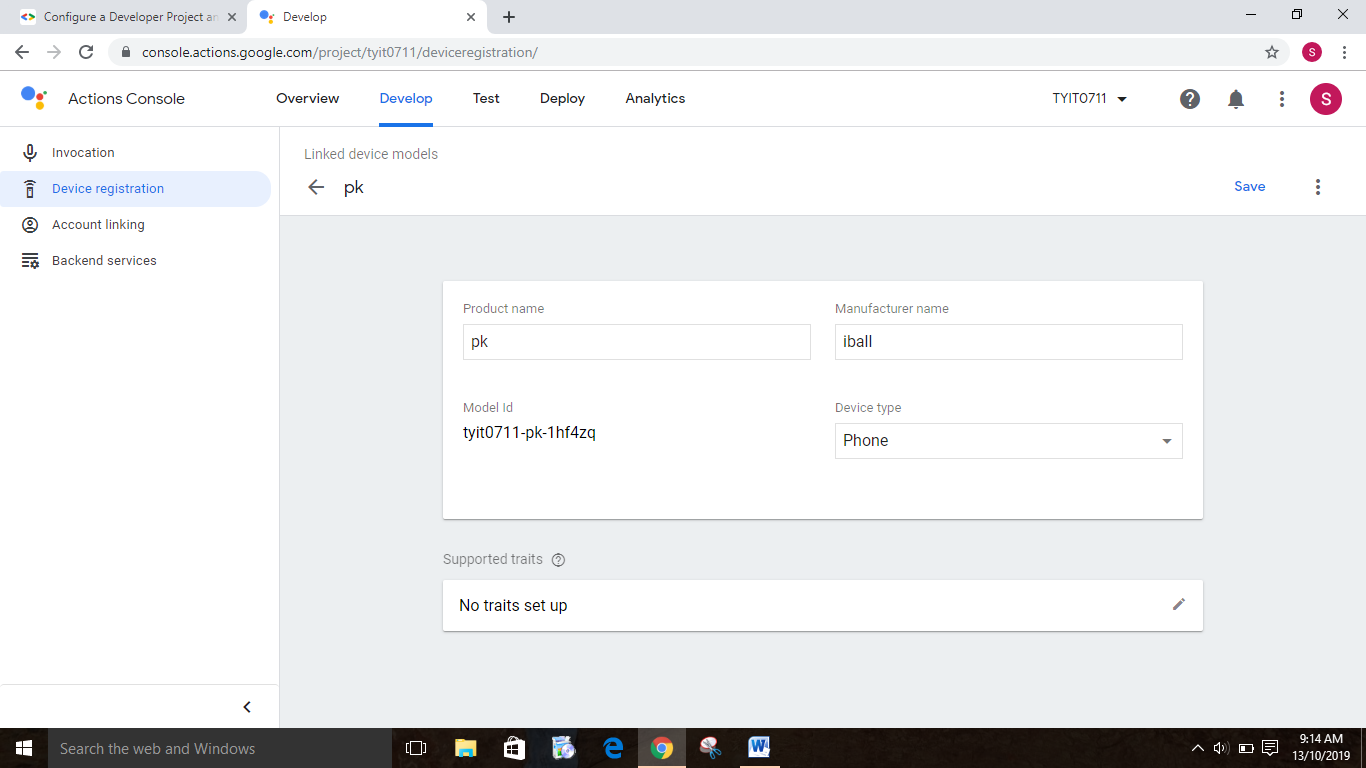 Configure a Developer Project an
Develop
console.actions.google.com/project/tyit0711/deviceregistration/
S
Actions Console
Overview
Develop
Test
Deploy
Analytics
TYIT0711
S
Invocation
Device registration
Account linking
Backend services
Linked device models
pk
Save
Product name
Manufacturer name
pk
iball
Model Id
Device type
tyit0711-pk-1hf4zq
Phone
Supported traits
No traits set up
Search the web and Windows
9:14 AM
13/10/2019